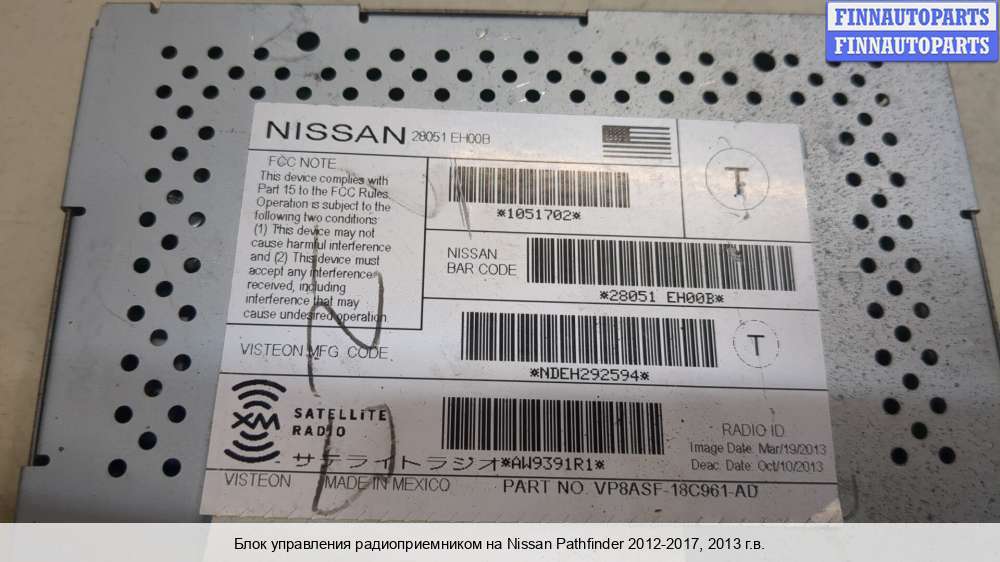 FINNAUTOPARTS
FINNAUTOPARTS
NISSAN 28051 EH00B
FCC NOTE
This device complies with
Part 15 to the FCC Rules.
Operation is subject to the
following two conditions
(1) This device may not
cause harmful interference
and (2) This device must
accept any interference
received, including
interference that may
cause undesired operation.
*1051702*
T
NISSAN
BAR CODE
*28051 EH00B*
VISTEON MFG. CODE
*NDEH292594*
T
XM SATELLITE
RADIO
サテライトラジオ *AW9391R1*
RADIO ID
Image Date: Mar/19/2013
Deac. Date: Oct/10/2013
VISTEON MADE IN MEXICO PART NO. VP8ASF-18C961-AD
Блок управления радиоприемником на Nissan Pathfinder 2012-2017, 2013 г.в.